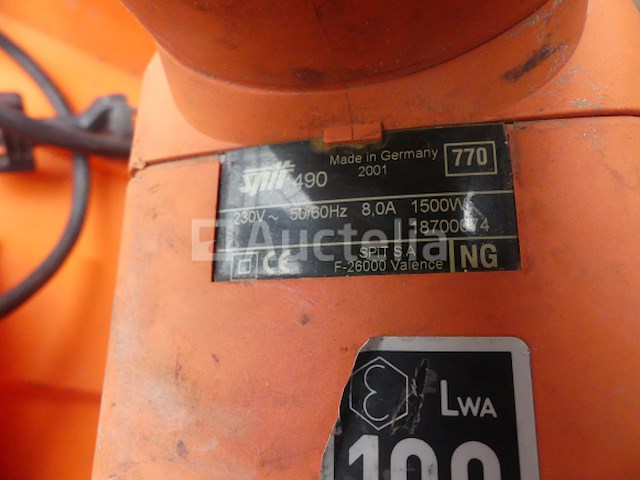 SPIT 490 Made in Germany 770
2001
230V~ 50/60Hz 8,0A 1500W
Auctelia
CE SPIT S.A NG
F-26000 Valence
ε LWA